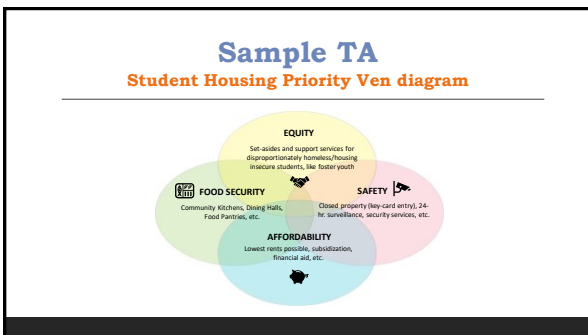 Sample TA
Student Housing Priority Ven diagram
EQUITY
Set-asides and support services for
disproportionately homeless/housing
insecure students, like foster youth
FOOD SECURITY
Community Kitchens, Dining Halls,
Food Pantries, etc.
SAFETY
Closed property (key-card entry), 24-
hr. surveillance, security services, etc.
AFFORDABILITY
Lowest rents possible, subsidization,
financial aid, etc.